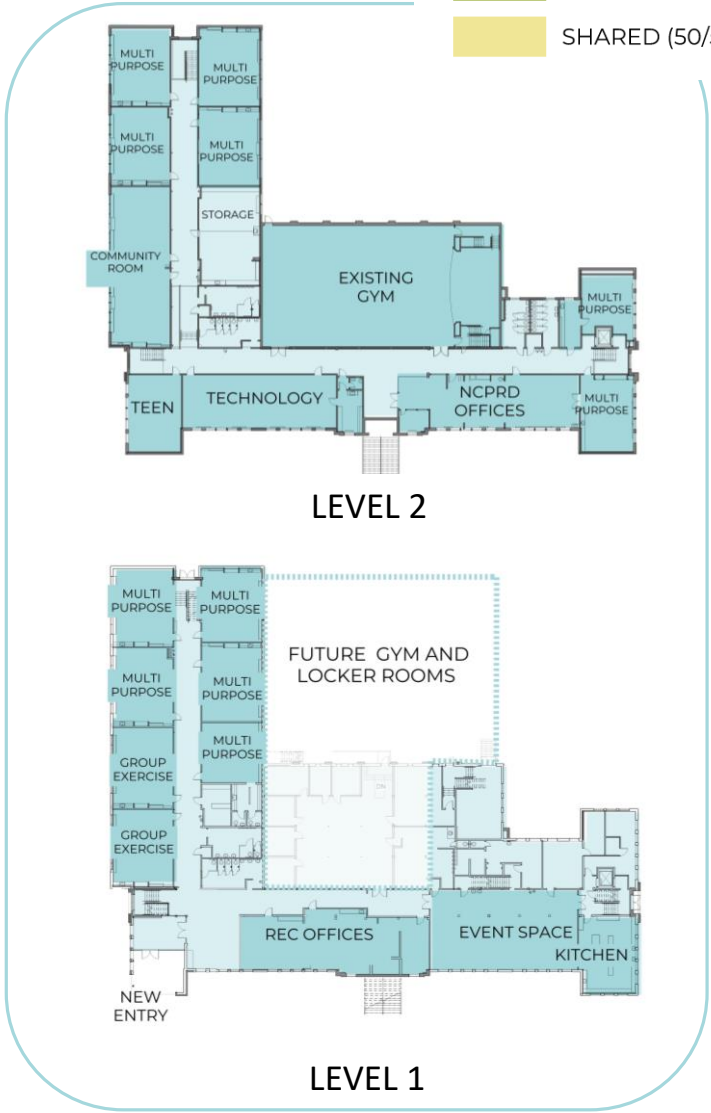 SHARED (50/
MULTI
PURPOSE
MULTI
PURPOSE
MULTI
PURPOSE
MULTI
PURPOSE
STORAGE
COMMUNITY
ROOM
EXISTING
GYM
MULTI
PURPOSE
TEEN
TECHNOLOGY
NCPRD
OFFICES
MULTI
PURPOSE
LEVEL 2
MULTI
PURPOSE
MULTI
PURPOSE
FUTURE GYM AND
LOCKER ROOMS
MULTI
PURPOSE
MULTI
PURPOSE
MULTI
PURPOSE
GROUP
EXERCISE
GROUP
EXERCISE
REC OFFICES
EVENT SPACE
KITCHEN
NEW
ENTRY
LEVEL 1